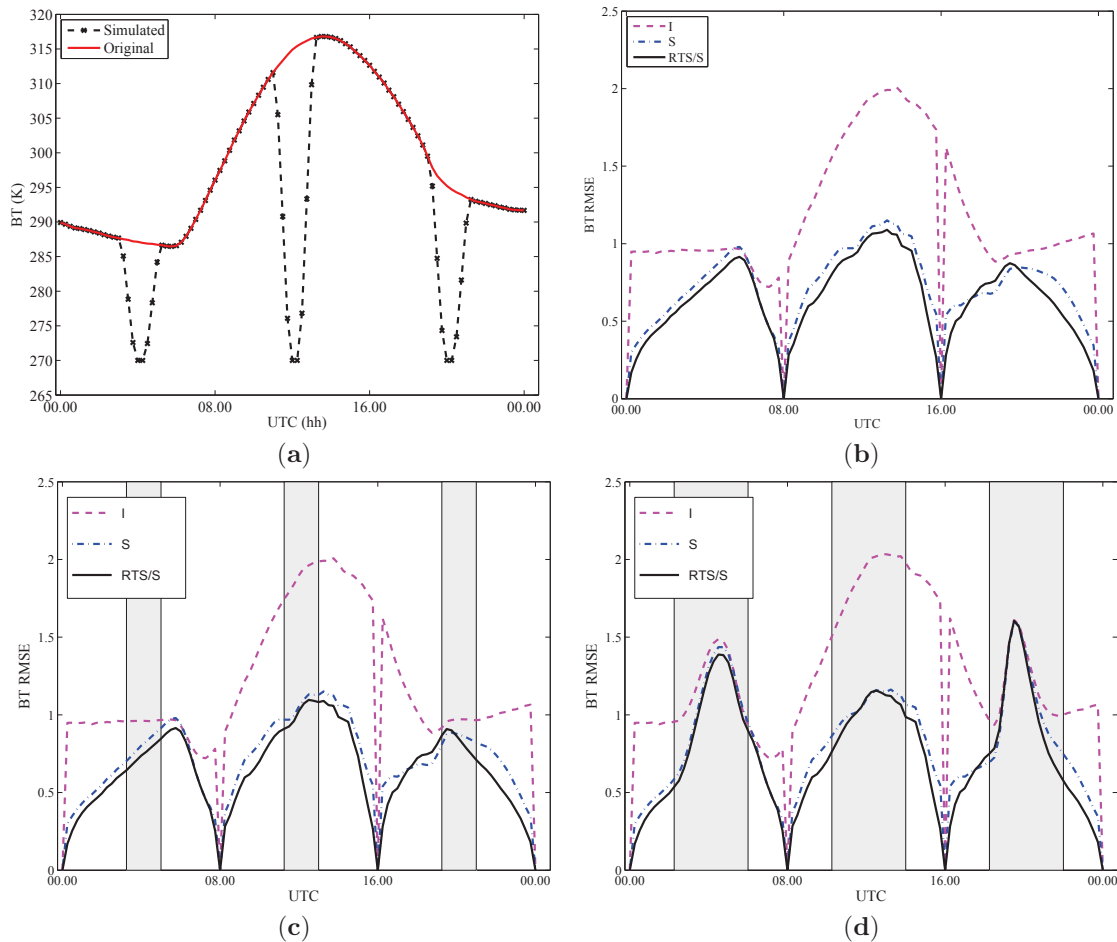 320
315
310
305
300
295
290
285
280
275
270
265
BT (K)
Simulated
Original
00.00 08.00 16.00 00.00
UTC (hh)
(a)
2.5
2
1.5
1
0.5
0
BT RMSE
I
S
RTS/S
00.00 08.00 16.00 00.00
UTC
(b)
2.5
2
1.5
1
0.5
0
BT RMSE
I
S
RTS/S
00.00 08.00 16.00 00.00
UTC
(c)
2.5
2
1.5
1
0.5
0
BT RMSE
I
S
RTS/S
00.00 08.00 16.00 00.00
UTC
(d)